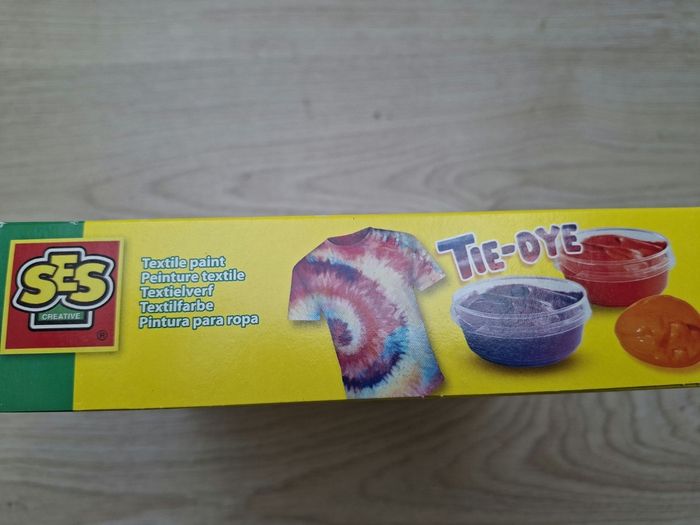 SES
CREATIVE
®
Textile paint
Peinture textile
Textielverf
Textilfarbe
Pintura para ropa
TIE-DYE